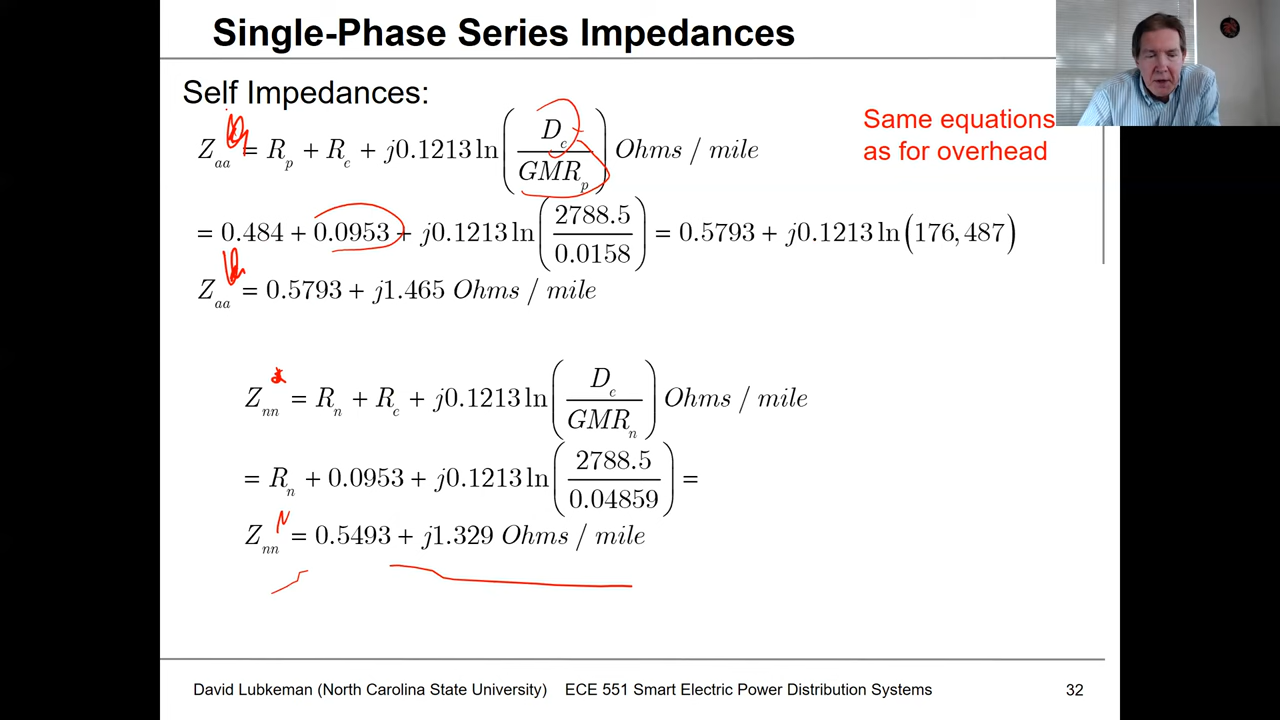 Single-Phase Series Impedances
Self Impedances:
Z_aa = R_p + R_c + j0.1213 ln(D_c / GMR_p) Ohms / mile
Same equations
as for overhead
= 0.484 + 0.0953 + j0.1213 ln(2788.5 / 0.0158) = 0.5793 + j0.1213 ln(176,487)
Z_aa = 0.5793 + j1.465 Ohms / mile
Z_nn = R_n + R_c + j0.1213 ln(D_c / GMR_n) Ohms / mile
= R_n + 0.0953 + j0.1213 ln(2788.5 / 0.04859) =
Z_nn = 0.5493 + j1.329 Ohms / mile
David Lubkeman (North Carolina State University) ECE 551 Smart Electric Power Distribution Systems 32